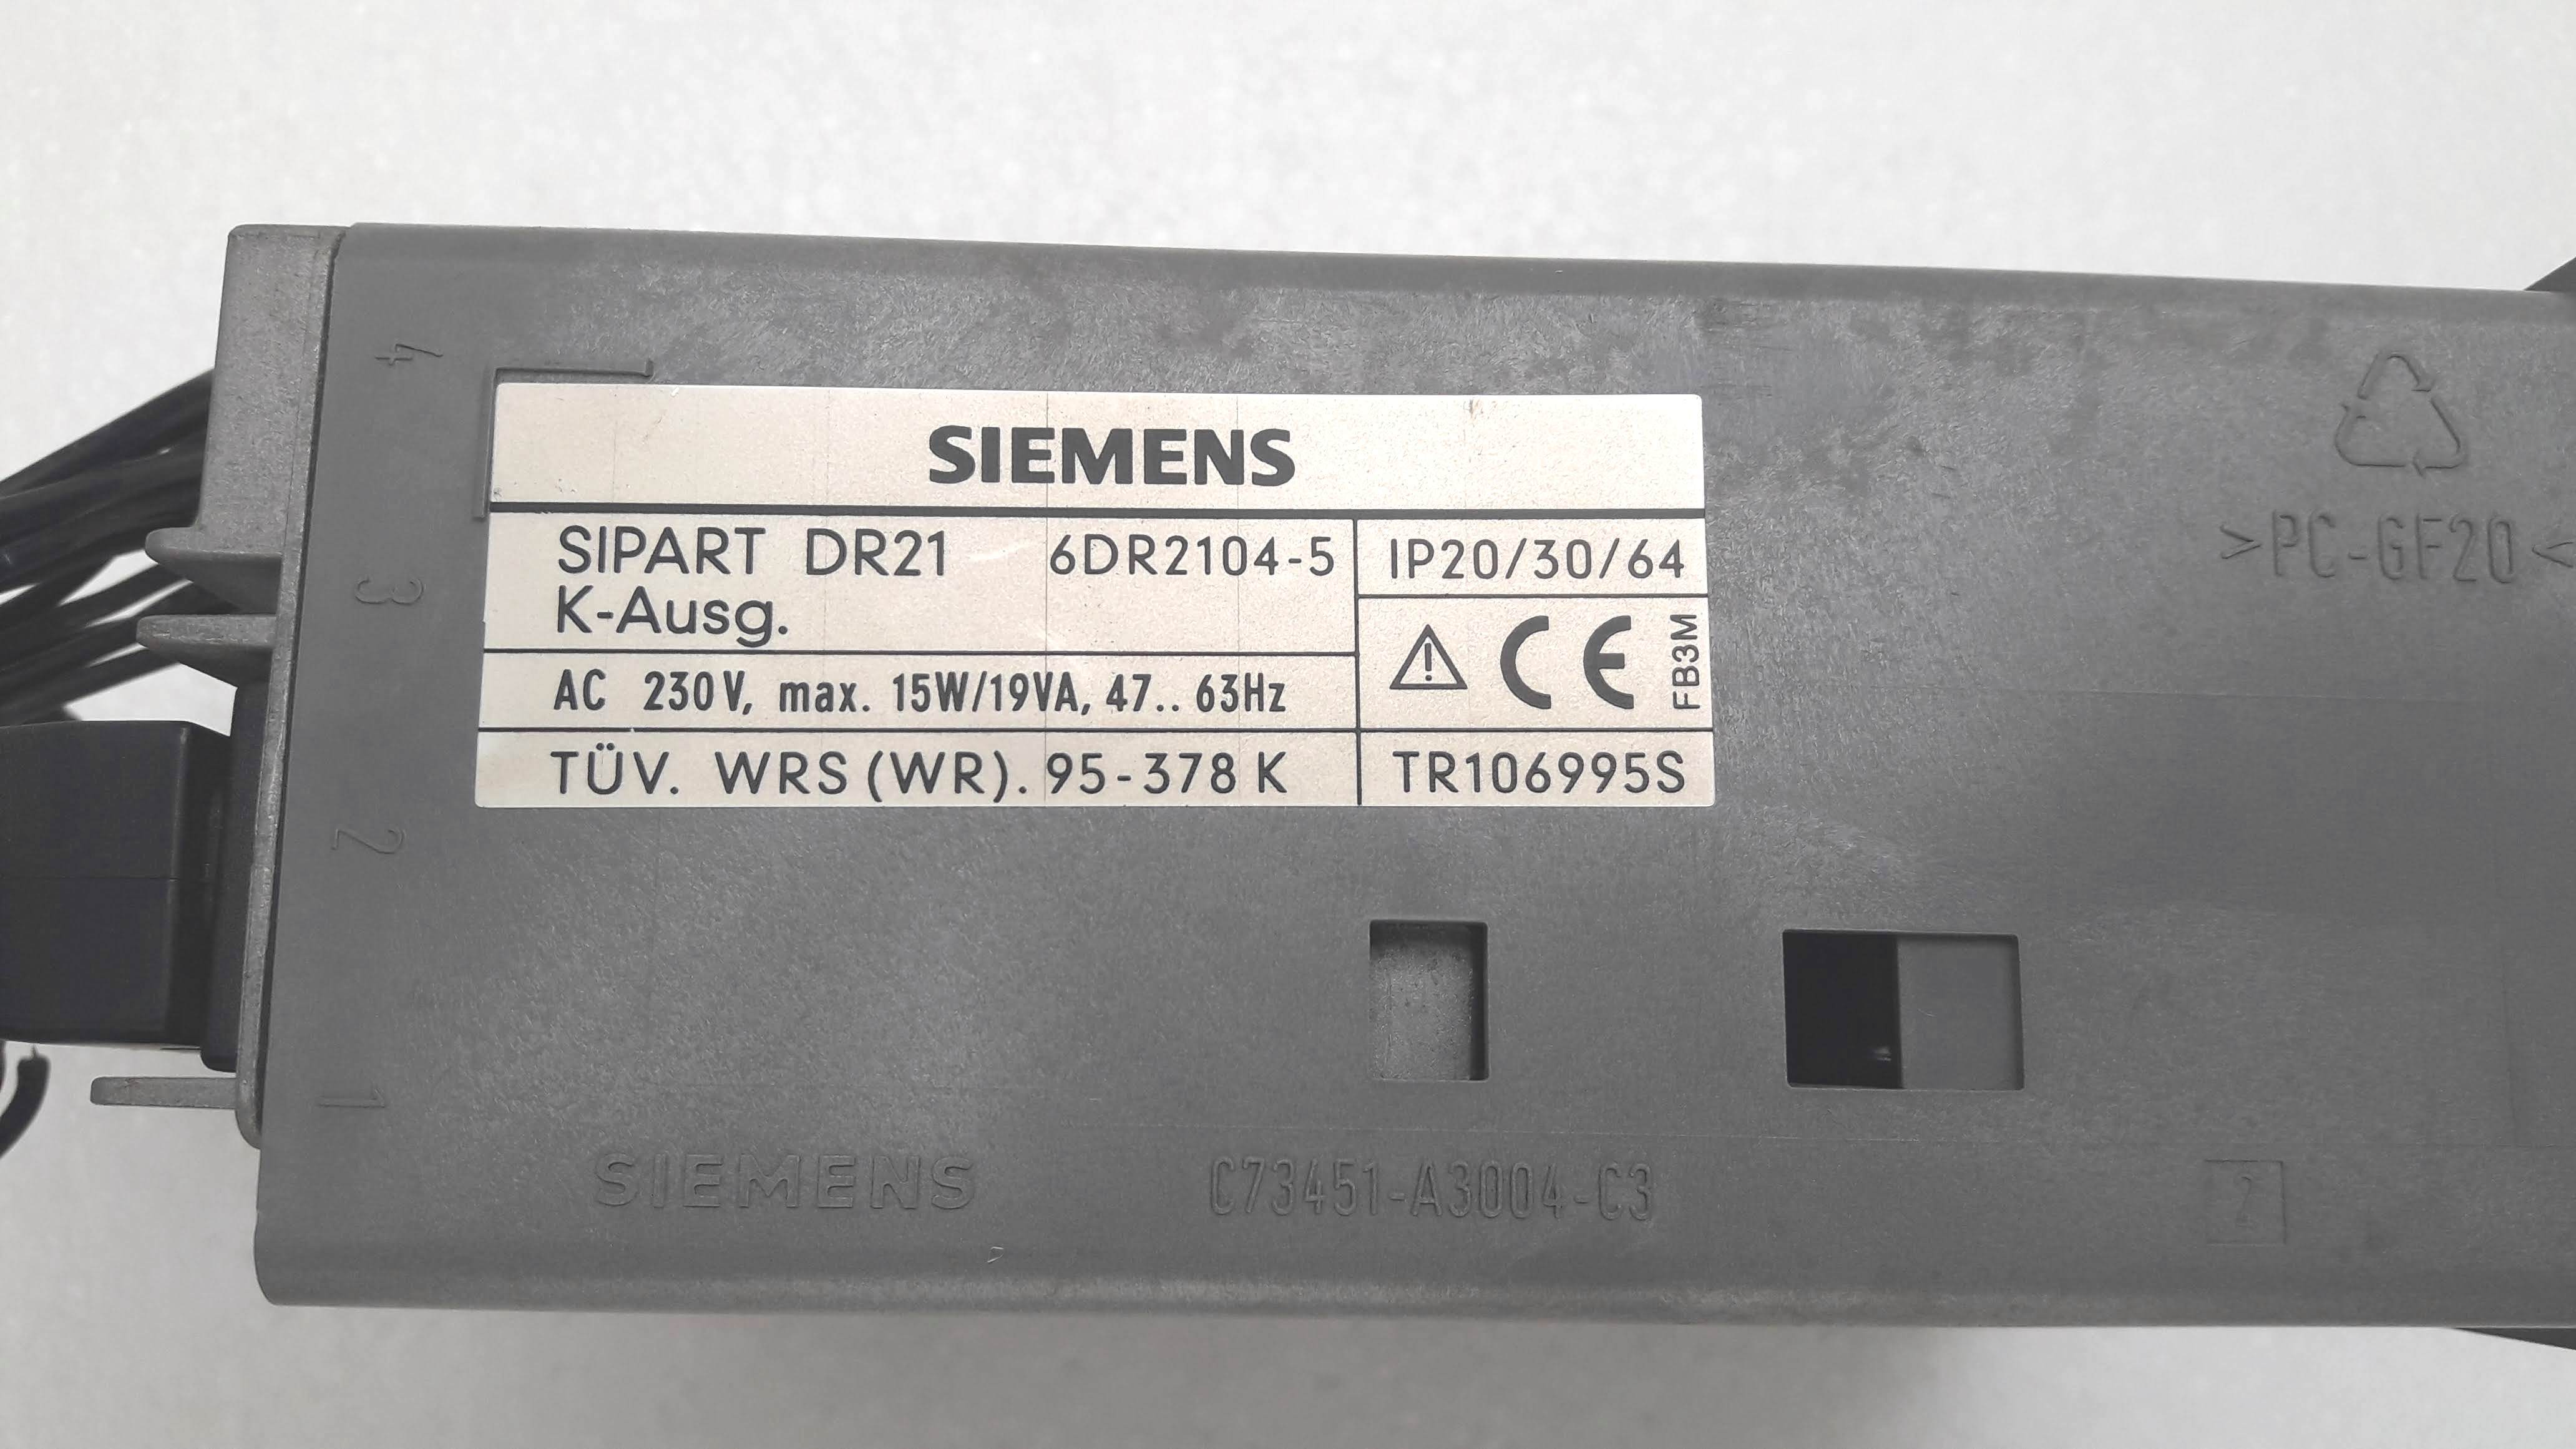 SIEMENS
SIPART DR21 6DR2104-5 IP20/30/64
K-Ausg.
CE FB3M
AC 230V, max. 15W/19VA, 47.. 63Hz
TÜV. WRS (WR). 95-378 K TR106995S
>PC-GF20<
4
3
2
1
SIEMENS C73451-A3004-C3 2